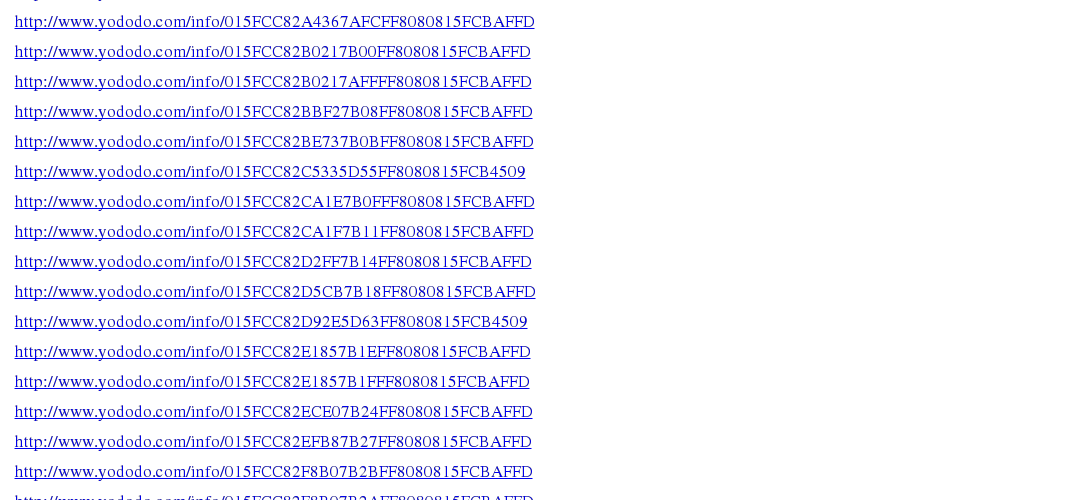 http://www.yododo.com/info/015FCC82A4367AFCFF8080815FCBAFFD
http://www.yododo.com/info/015FCC82B0217B00FF8080815FCBAFFD
http://www.yododo.com/info/015FCC82B0217AFFFF8080815FCBAFFD
http://www.yododo.com/info/015FCC82BBF27B08FF8080815FCBAFFD
http://www.yododo.com/info/015FCC82BE737B0BFF8080815FCBAFFD
http://www.yododo.com/info/015FCC82C5335D55FF8080815FCB4509
http://www.yododo.com/info/015FCC82CA1E7B0FFF8080815FCBAFFD
http://www.yododo.com/info/015FCC82CA1F7B11FF8080815FCBAFFD
http://www.yododo.com/info/015FCC82D2FF7B14FF8080815FCBAFFD
http://www.yododo.com/info/015FCC82D5CB7B18FF8080815FCBAFFD
http://www.yododo.com/info/015FCC82D92E5D63FF8080815FCB4509
http://www.yododo.com/info/015FCC82E1857B1EFF8080815FCBAFFD
http://www.yododo.com/info/015FCC82E1857B1FFF8080815FCBAFFD
http://www.yododo.com/info/015FCC82ECE07B24FF8080815FCBAFFD
http://www.yododo.com/info/015FCC82EFB87B27FF8080815FCBAFFD
http://www.yododo.com/info/015FCC82F8B07B2BFF8080815FCBAFFD